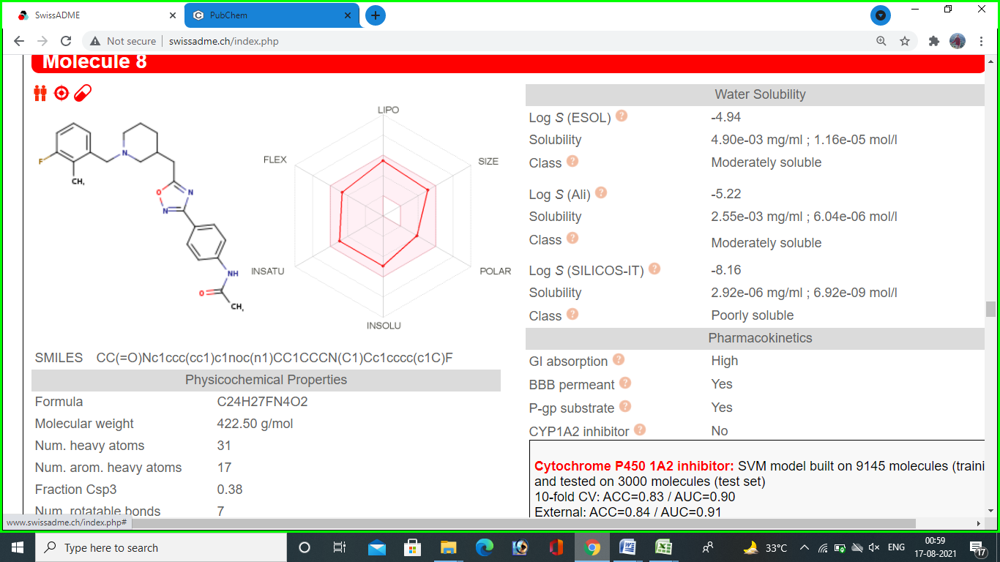 SwissADME
PubChem
Not secure | swissadme.ch/index.php
Molecule 8
LIPO
FLEX
SIZE
INSATU
POLAR
INSOLU
F
CH,
N
O
N
N
NH
O
CH,
SMILES CC(=O)Nc1ccc(cc1)c1noc(n1)CC1CCCN(C1)Cc1cccc(c1C)F
Physicochemical Properties
Formula C24H27FN4O2
Molecular weight 422.50 g/mol
Num. heavy atoms 31
Num. arom. heavy atoms 17
Fraction Csp3 0.38
Num. rotatable bonds 7
Water Solubility
Log S (ESOL) ? -4.94
Solubility 4.90e-03 mg/ml ; 1.16e-05 mol/l
Class ? Moderately soluble
Log S (Ali) ? -5.22
Solubility 2.55e-03 mg/ml ; 6.04e-06 mol/l
Class ? Moderately soluble
Log S (SILICOS-IT) ? -8.16
Solubility 2.92e-06 mg/ml ; 6.92e-09 mol/l
Class ? Poorly soluble
Pharmacokinetics
GI absorption ? High
BBB permeant ? Yes
P-gp substrate ? Yes
CYP1A2 inhibitor ? No
Cytochrome P450 1A2 inhibitor: SVM model built on 9145 molecules (traini
and tested on 3000 molecules (test set)
10-fold CV: ACC=0.83 / AUC=0.90
External: ACC=0.84 / AUC=0.91
www.swissadme.ch/index.php#
Type here to search
33°C
ENG
00:59
17-08-2021
17